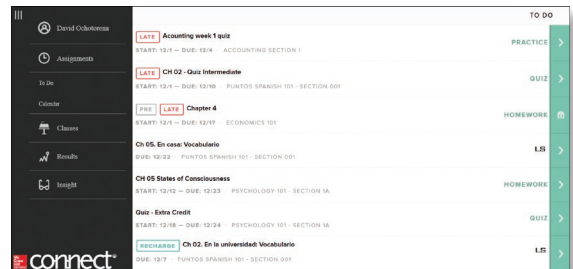 TO DO
David Ochotorena
Assignments
To Do
Calendar
Classes
Results
Insight
Mc
Graw
Hill
connect®
LATE Acounting week 1 quiz
START: 12/1 — DUE: 12/4 · ACCOUNTING SECTION 1
PRACTICE
LATE CH 02 - Quiz Intermediate
START: 12/1 — DUE: 12/10 · PUNTOS SPANISH 101 - SECTION 001
QUIZ
PRE LATE Chapter 4
START: 12/1 — DUE: 12/17 · ECONOMICS 101
HOMEWORK
Ch 05. En casa: Vocabulario
DUE: 12/22 · PUNTOS SPANISH 101 - SECTION 001
LS
CH 05 States of Consciousness
START: 12/12 — DUE: 12/23 · PSYCHOLOGY 101 - SECTION 1A
HOMEWORK
Quiz - Extra Credit
START: 12/18 — DUE: 12/24 · PSYCHOLOGY 101 - SECTION 1A
QUIZ
RECHARGE Ch 02. En la universidad: Vocabulario
DUE: 12/7 · PUNTOS SPANISH 101 - SECTION 001
LS